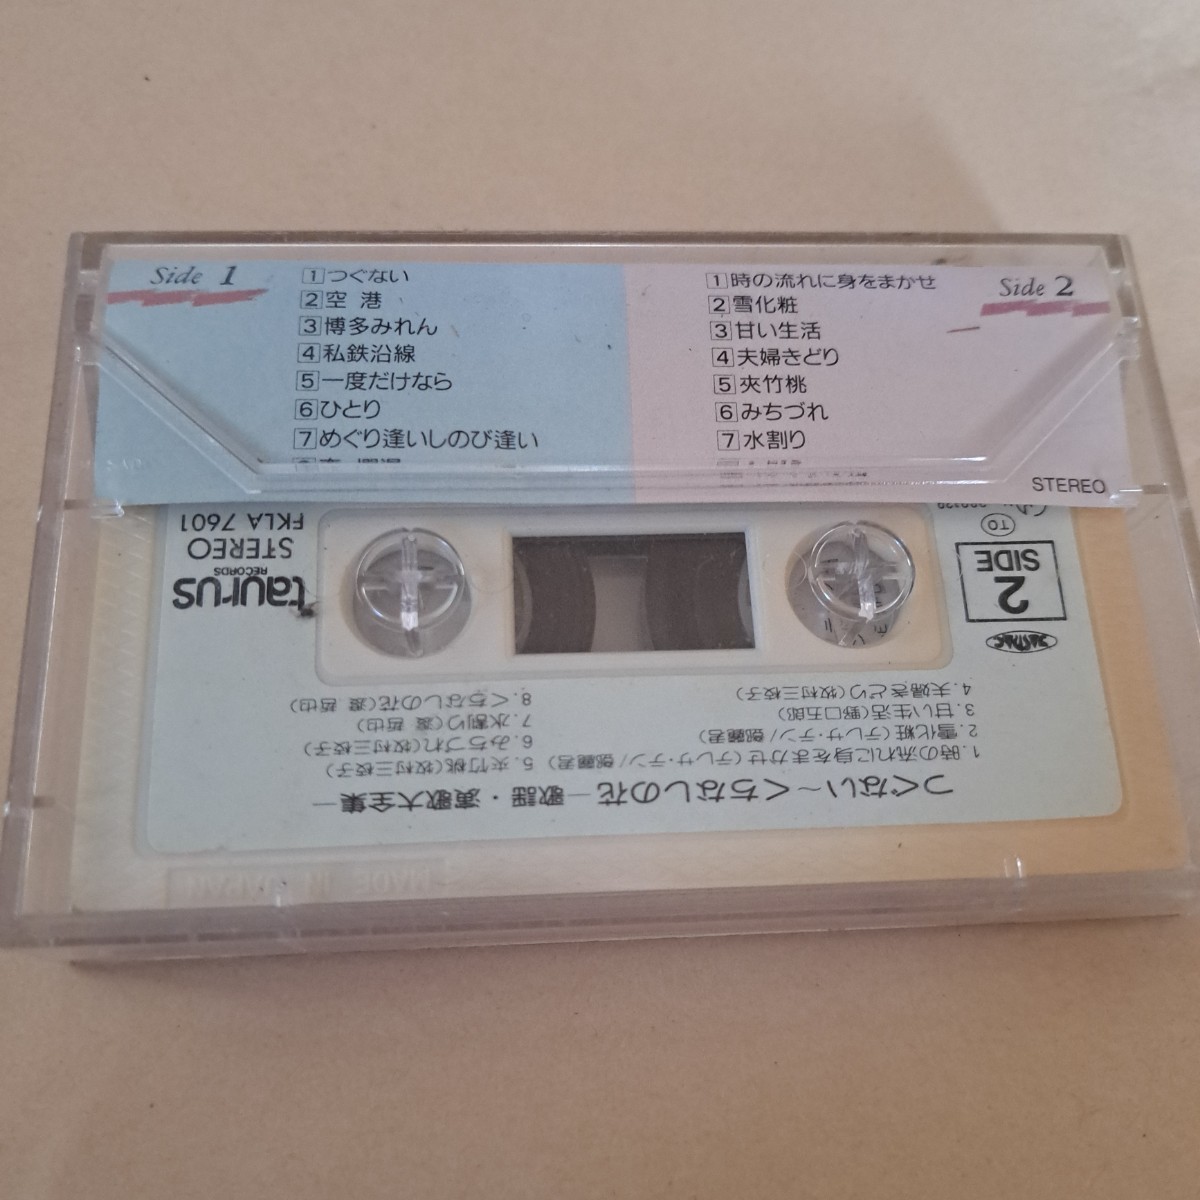 Side 1
1 つぐない
2 空 港
3 博多みれん
4 私鉄沿線
5 一度だけなら
6 ひとり
7 めぐり逢いしのび逢い
Side 2
1 時の流れに身をまかせ
2 雪化粧
3 甘い生活
4 夫婦きどり
5 夾竹桃
6 みちづれ
7 水割り
STEREO
つぐない〜くちなしの花 ―歌謡・演歌大全集―
1. 時の流れに身をまかせ(テレサ・テン/鄧麗君)
2. 雪化粧(テレサ・テン/鄧麗君)
3. 甘い生活(野口五郎)
4. 夫婦きどり(牧村三枝子)
5. 夾竹桃(牧村三枝子)
6. みちづれ(牧村三枝子)
7. 水割り(渡 哲也)
8. くちなしの花(渡 哲也)
JASRAC
SIDE
2
TO
taurus
RECORDS
STEREO
FKLA 7601
MADE IN JAPAN